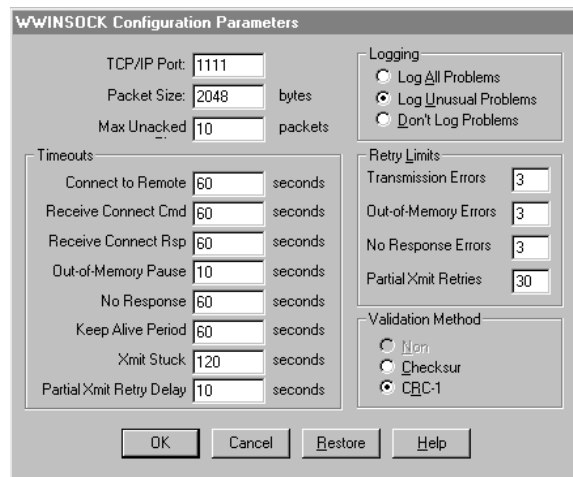 WWINSOCK Configuration Parameters
TCP/IP Port: 1111
Packet Size: 2048 bytes
Max Unacked 10 packets
Logging
Log All Problems
Log Unusual Problems
Don't Log Problems
Timeouts
Connect to Remote 60 seconds
Receive Connect Cmd 60 seconds
Receive Connect Rsp 60 seconds
Out-of-Memory Pause 10 seconds
No Response 60 seconds
Keep Alive Period 60 seconds
Xmit Stuck 120 seconds
Partial Xmit Retry Delay 10 seconds
Retry Limits
Transmission Errors 3
Out-of-Memory Errors 3
No Response Errors 3
Partial Xmit Retries 30
Validation Method
Non
Checksur
CRC-1
OK Cancel Restore Help